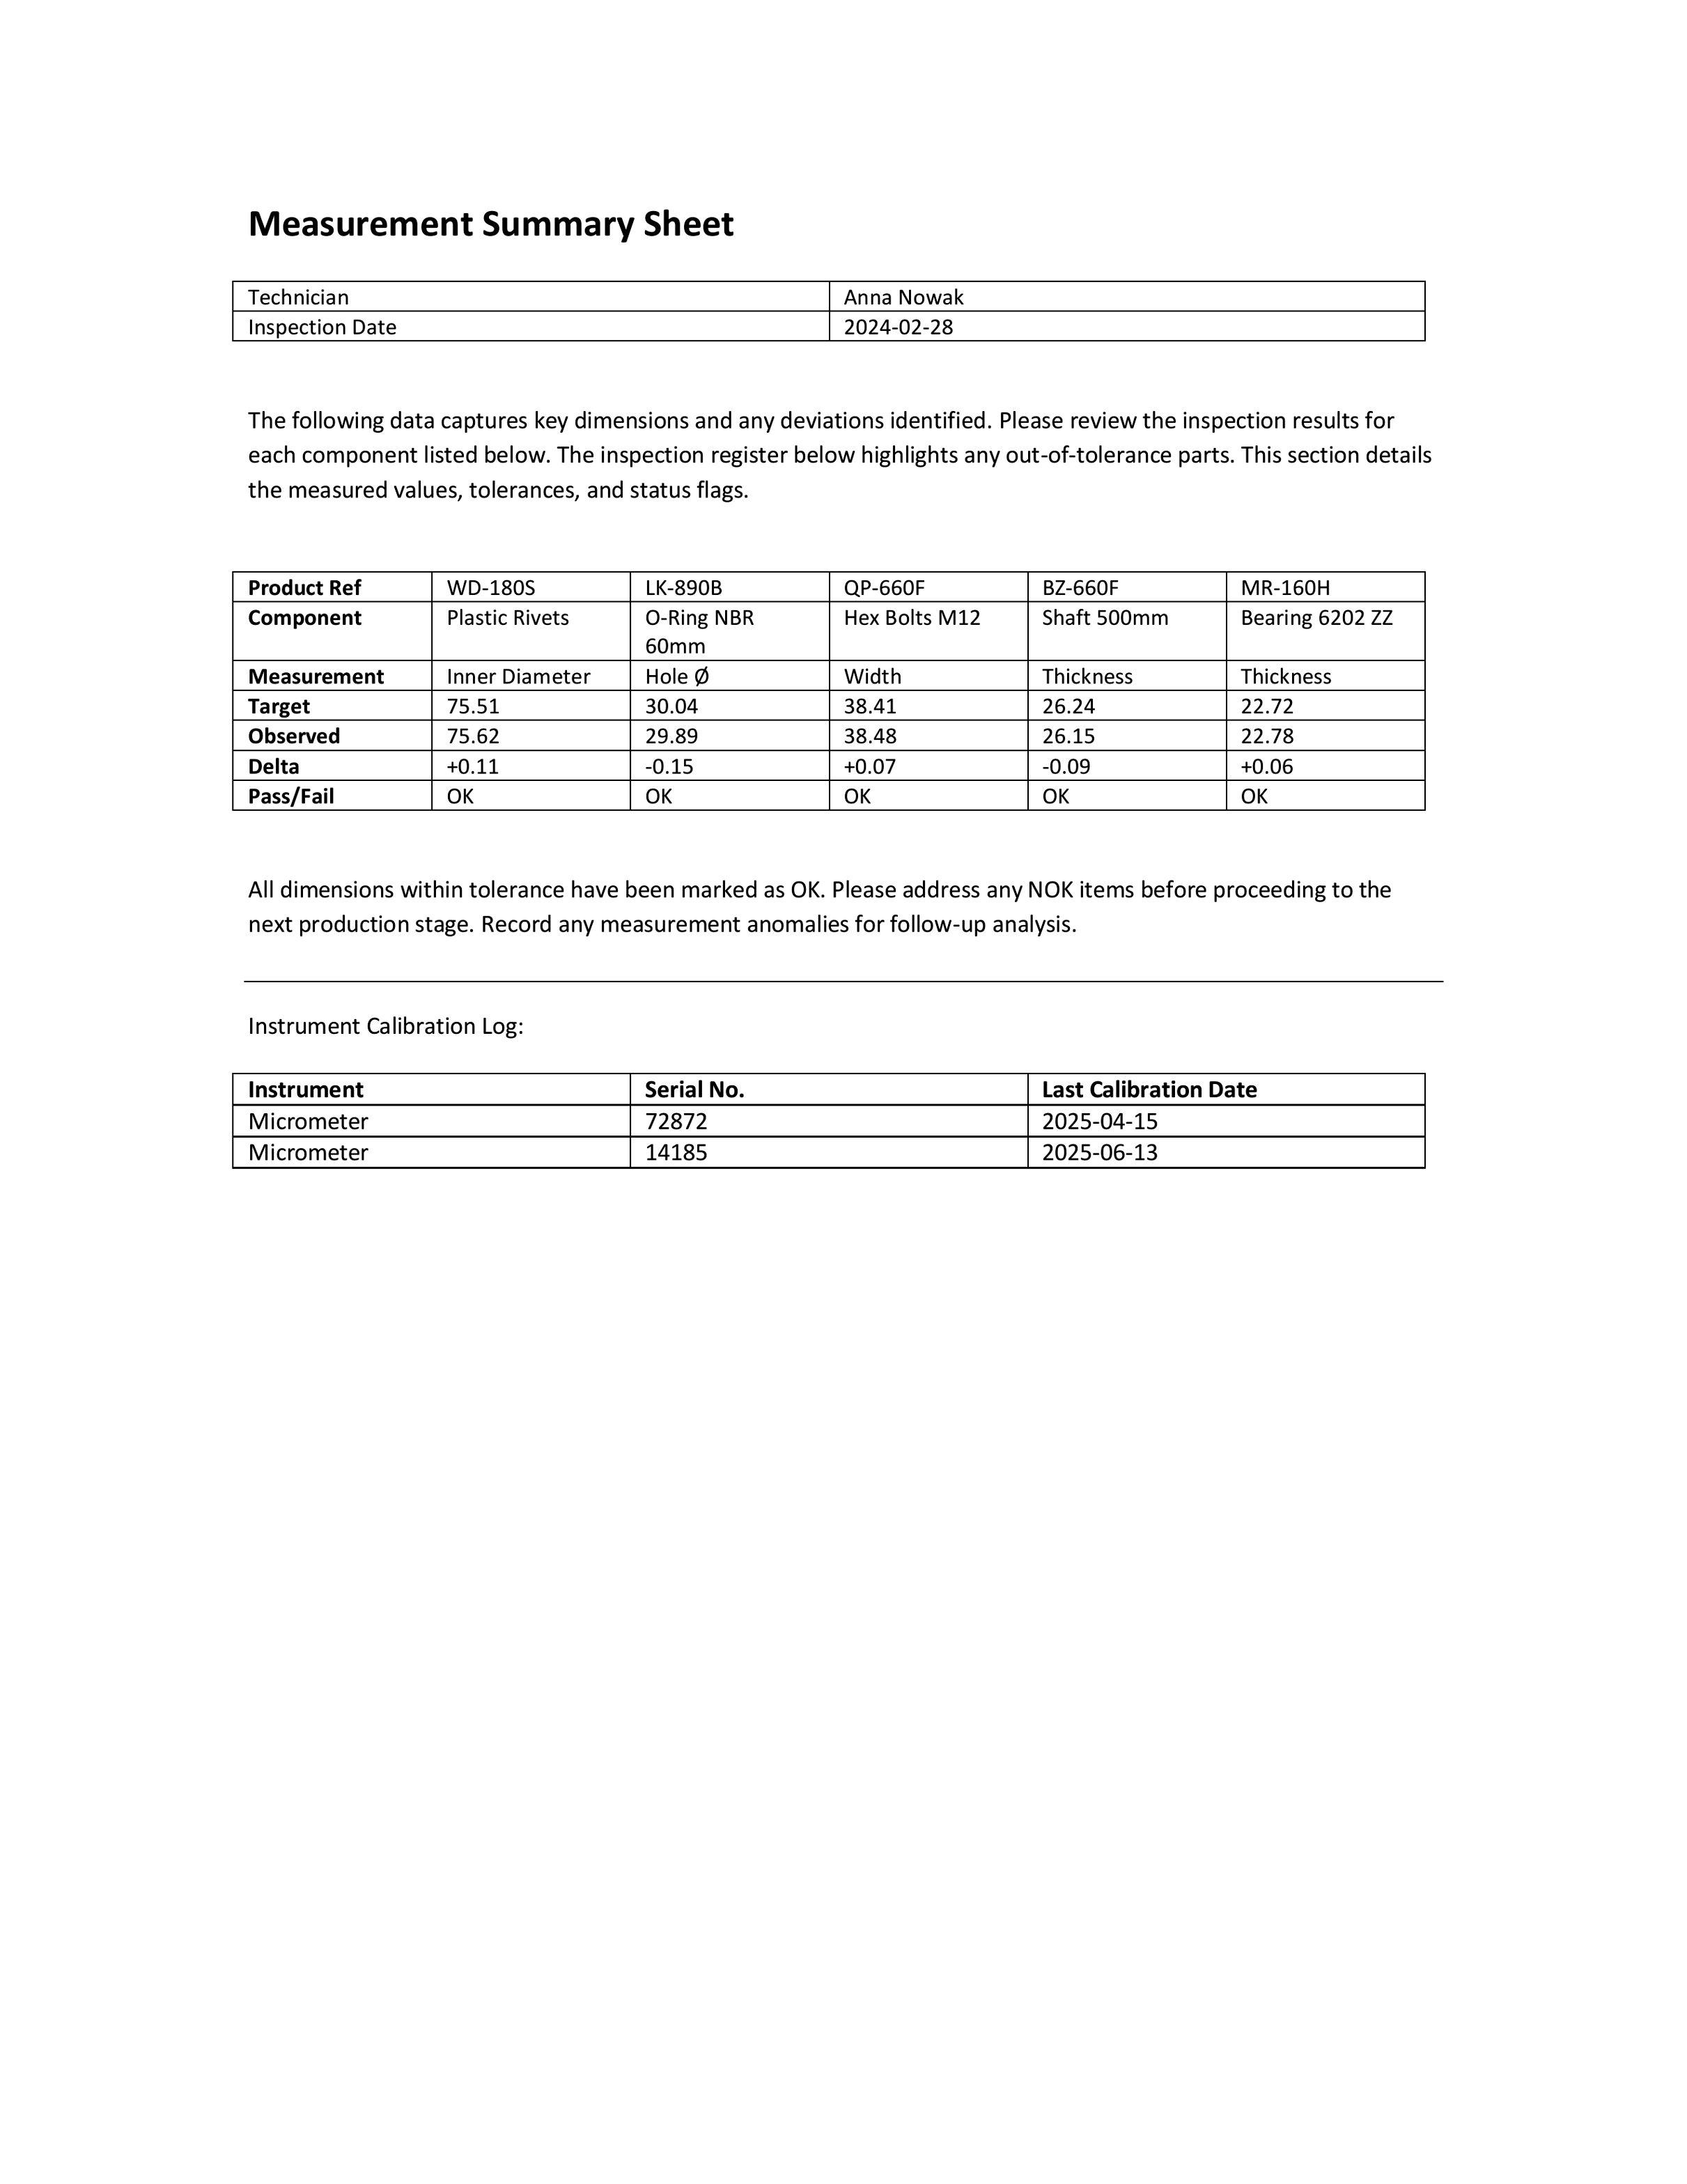 Measurement Summary Sheet
Technician Anna Nowak
Inspection Date 2024-02-28
The following data captures key dimensions and any deviations identified. Please review the inspection results for
each component listed below. The inspection register below highlights any out-of-tolerance parts. This section details
the measured values, tolerances, and status flags.
Product Ref WD-180S LK-890B QP-660F BZ-660F MR-160H
Component Plastic Rivets O-Ring NBR Hex Bolts M12 Shaft 500mm Bearing 6202 ZZ
60mm
Measurement Inner Diameter Hole Ø Width Thickness Thickness
Target 75.51 30.04 38.41 26.24 22.72
Observed 75.62 29.89 38.48 26.15 22.78
Delta +0.11 -0.15 +0.07 -0.09 +0.06
Pass/Fail OK OK OK OK OK
All dimensions within tolerance have been marked as OK. Please address any NOK items before proceeding to the
next production stage. Record any measurement anomalies for follow-up analysis.
Instrument Calibration Log:
Instrument Serial No. Last Calibration Date
Micrometer 72872 2025-04-15
Micrometer 14185 2025-06-13